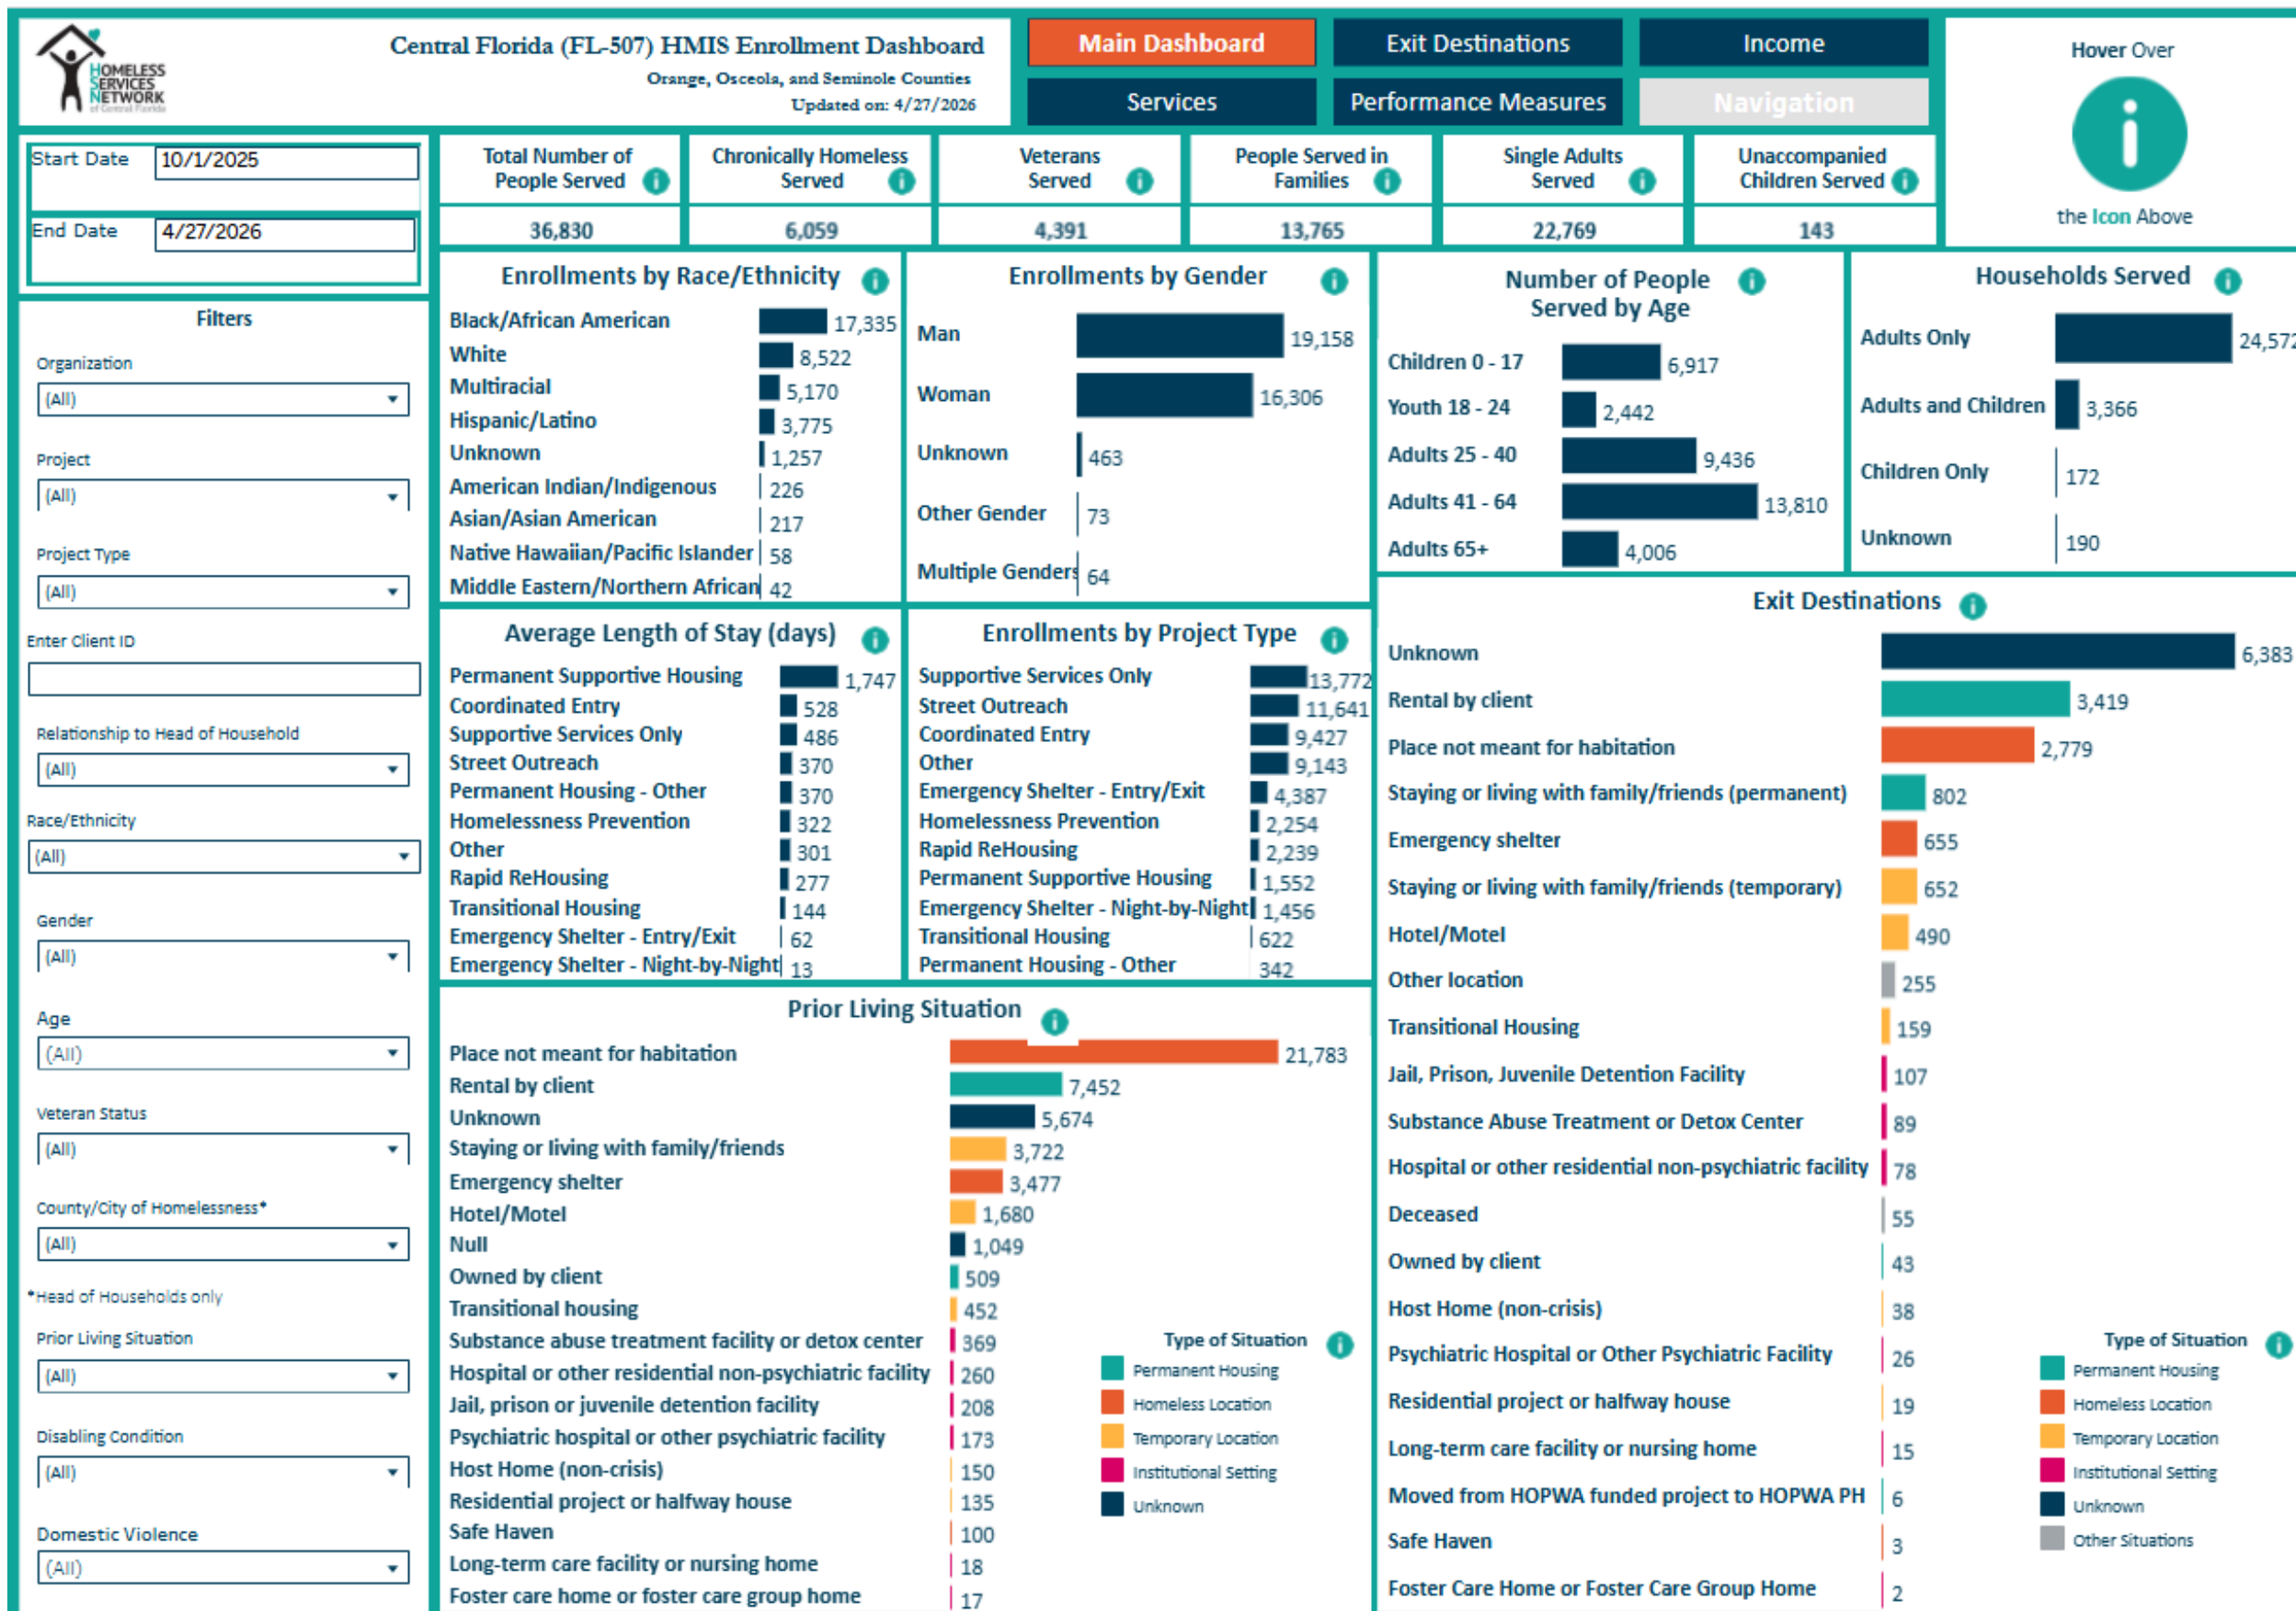 HOMELESS
SERVICES
NETWORK
of Central Florida
Central Florida (FL-507) HMIS Enrollment Dashboard
Orange, Osceola, and Seminole Counties
Updated on: 4/27/2026
Main Dashboard
Exit Destinations
Income
Services
Performance Measures
Navigation
Hover Over
i
the Icon Above
Start Date 10/1/2025
End Date 4/27/2026
Total Number of
People Served i
36,830
Chronically Homeless
Served i
6,059
Veterans
Served i
4,391
People Served in
Families i
13,765
Single Adults
Served i
22,769
Unaccompanied
Children Served i
143
Filters
Organization
(All)
Project
(All)
Project Type
(All)
Enter Client ID
Relationship to Head of Household
(All)
Race/Ethnicity
(All)
Gender
(All)
Age
(All)
Veteran Status
(All)
County/City of Homelessness*
(All)
*Head of Households only
Prior Living Situation
(All)
Disabling Condition
(All)
Domestic Violence
(All)
Enrollments by Race/Ethnicity i
Black/African American 17,335
White 8,522
Multiracial 5,170
Hispanic/Latino 3,775
Unknown 1,257
American Indian/Indigenous 226
Asian/Asian American 217
Native Hawaiian/Pacific Islander 58
Middle Eastern/Northern African 42
Enrollments by Gender i
Man 19,158
Woman 16,306
Unknown 463
Other Gender 73
Multiple Genders 64
Number of People
Served by Age i
Children 0 - 17 6,917
Youth 18 - 24 2,442
Adults 25 - 40 9,436
Adults 41 - 64 13,810
Adults 65+ 4,006
Households Served i
Adults Only 24,572
Adults and Children 3,366
Children Only 172
Unknown 190
Average Length of Stay (days) i
Permanent Supportive Housing 1,747
Coordinated Entry 528
Supportive Services Only 486
Street Outreach 370
Permanent Housing - Other 370
Homelessness Prevention 322
Other 301
Rapid ReHousing 277
Transitional Housing 144
Emergency Shelter - Entry/Exit 62
Emergency Shelter - Night-by-Night 13
Enrollments by Project Type i
Supportive Services Only 13,772
Street Outreach 11,641
Coordinated Entry 9,427
Other 9,143
Emergency Shelter - Entry/Exit 4,387
Homelessness Prevention 2,254
Rapid ReHousing 2,239
Permanent Supportive Housing 1,552
Emergency Shelter - Night-by-Night 1,456
Transitional Housing 622
Permanent Housing - Other 342
Prior Living Situation i
Place not meant for habitation 21,783
Rental by client 7,452
Unknown 5,674
Staying or living with family/friends 3,722
Emergency shelter 3,477
Hotel/Motel 1,680
Null 1,049
Owned by client 509
Transitional housing 452
Substance abuse treatment facility or detox center 369
Hospital or other residential non-psychiatric facility 260
Jail, prison or juvenile detention facility 208
Psychiatric hospital or other psychiatric facility 173
Host Home (non-crisis) 150
Residential project or halfway house 135
Safe Haven 100
Long-term care facility or nursing home 18
Foster care home or foster care group home 17
Type of Situation i
Permanent Housing
Homeless Location
Temporary Location
Institutional Setting
Unknown
Exit Destinations i
Unknown 6,383
Rental by client 3,419
Place not meant for habitation 2,779
Staying or living with family/friends (permanent) 802
Emergency shelter 655
Staying or living with family/friends (temporary) 652
Hotel/Motel 490
Other location 255
Transitional Housing 159
Jail, Prison, Juvenile Detention Facility 107
Substance Abuse Treatment or Detox Center 89
Hospital or other residential non-psychiatric facility 78
Deceased 55
Owned by client 43
Host Home (non-crisis) 38
Psychiatric Hospital or Other Psychiatric Facility 26
Residential project or halfway house 19
Long-term care facility or nursing home 15
Moved from HOPWA funded project to HOPWA PH 6
Safe Haven 3
Foster Care Home or Foster Care Group Home 2
Type of Situation i
Permanent Housing
Homeless Location
Temporary Location
Institutional Setting
Unknown
Other Situations